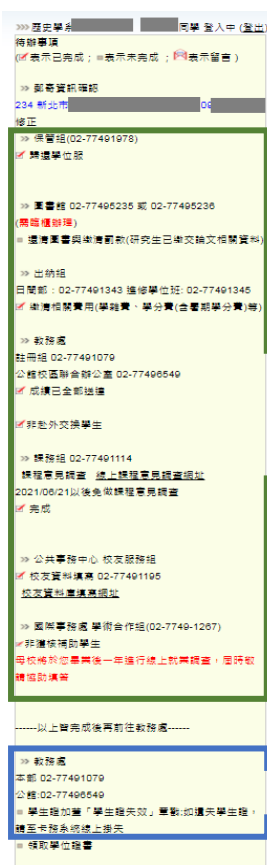 >>> 歷史學系 同學 登入中 (登出)
待辦事項
(表示已完成；表示未完成；表示留言)
>> 郵寄資訊確認
234 新北市 09
修正
>> 保管組(02-77491978)
歸還學位服
>> 圖書館 02-77495235 或 02-77495236
(需臨櫃辦理)
還清圖書與繳清罰款(研究生已繳交論文相關資料)
>> 出納組
日間部：02-77491343 進修學位班: 02-77491345
繳清相關費用(學雜費、學分費(含暑期學分費)等)
>> 教務處
註冊組 02-77491079
公館校區聯合辦公室 02-77496549
成績已全部送達
非赴外交換學生
>> 課務組 02-77491114
課程意見調查 線上課程意見調查網址
2021/06/21以後免做課程意見調查
完成
>> 公共事務中心 校友服務組
校友資料填寫 02-77491195
校友資料庫填寫網址
>> 國際事務處 學術合作組(02-7749-1267)
非獲核補助學生
母校將於您畢業後一年進行線上就業調查，屆時敬
請協助填答
------以上皆完成後再前往教務處------
>> 教務處
本部 02-77491079
公館:02-77496549
學生證加蓋「學生證失效」章戳;如遺失學生證，
請至卡務系統線上掛失
領取學位證書